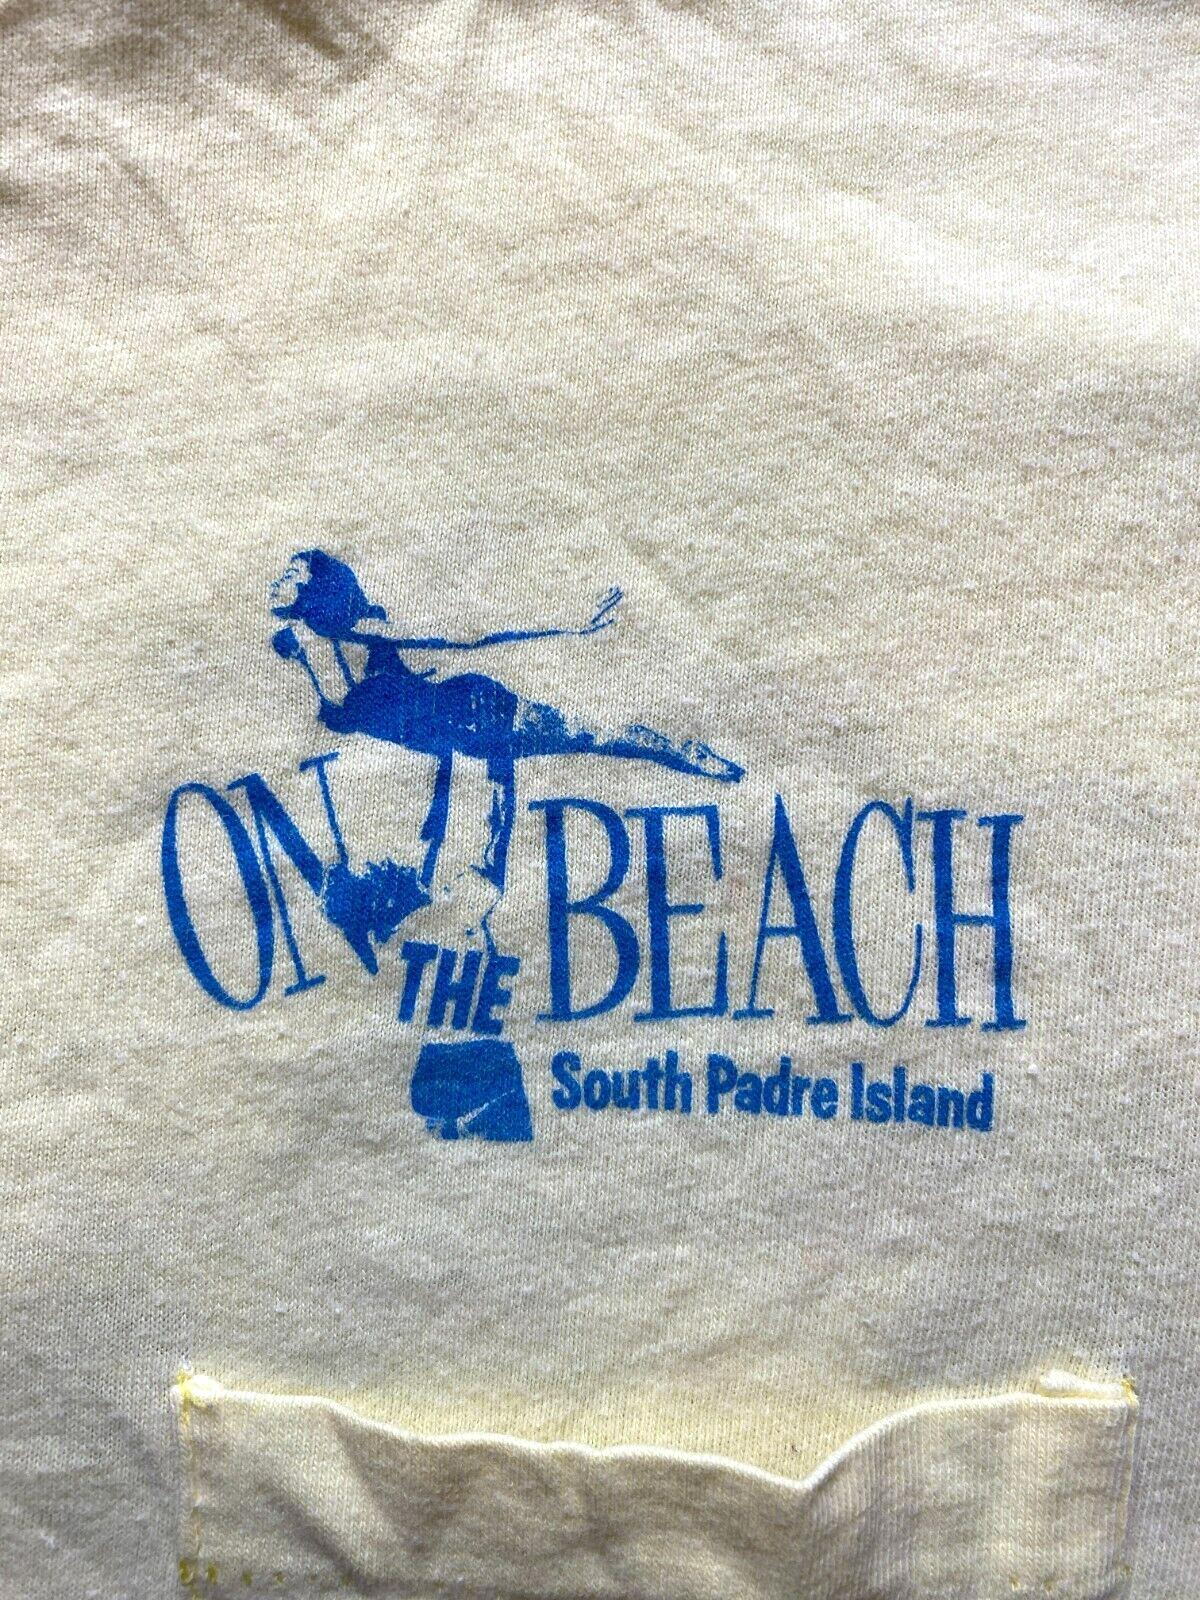 ON THE BEACH
South Padre Island